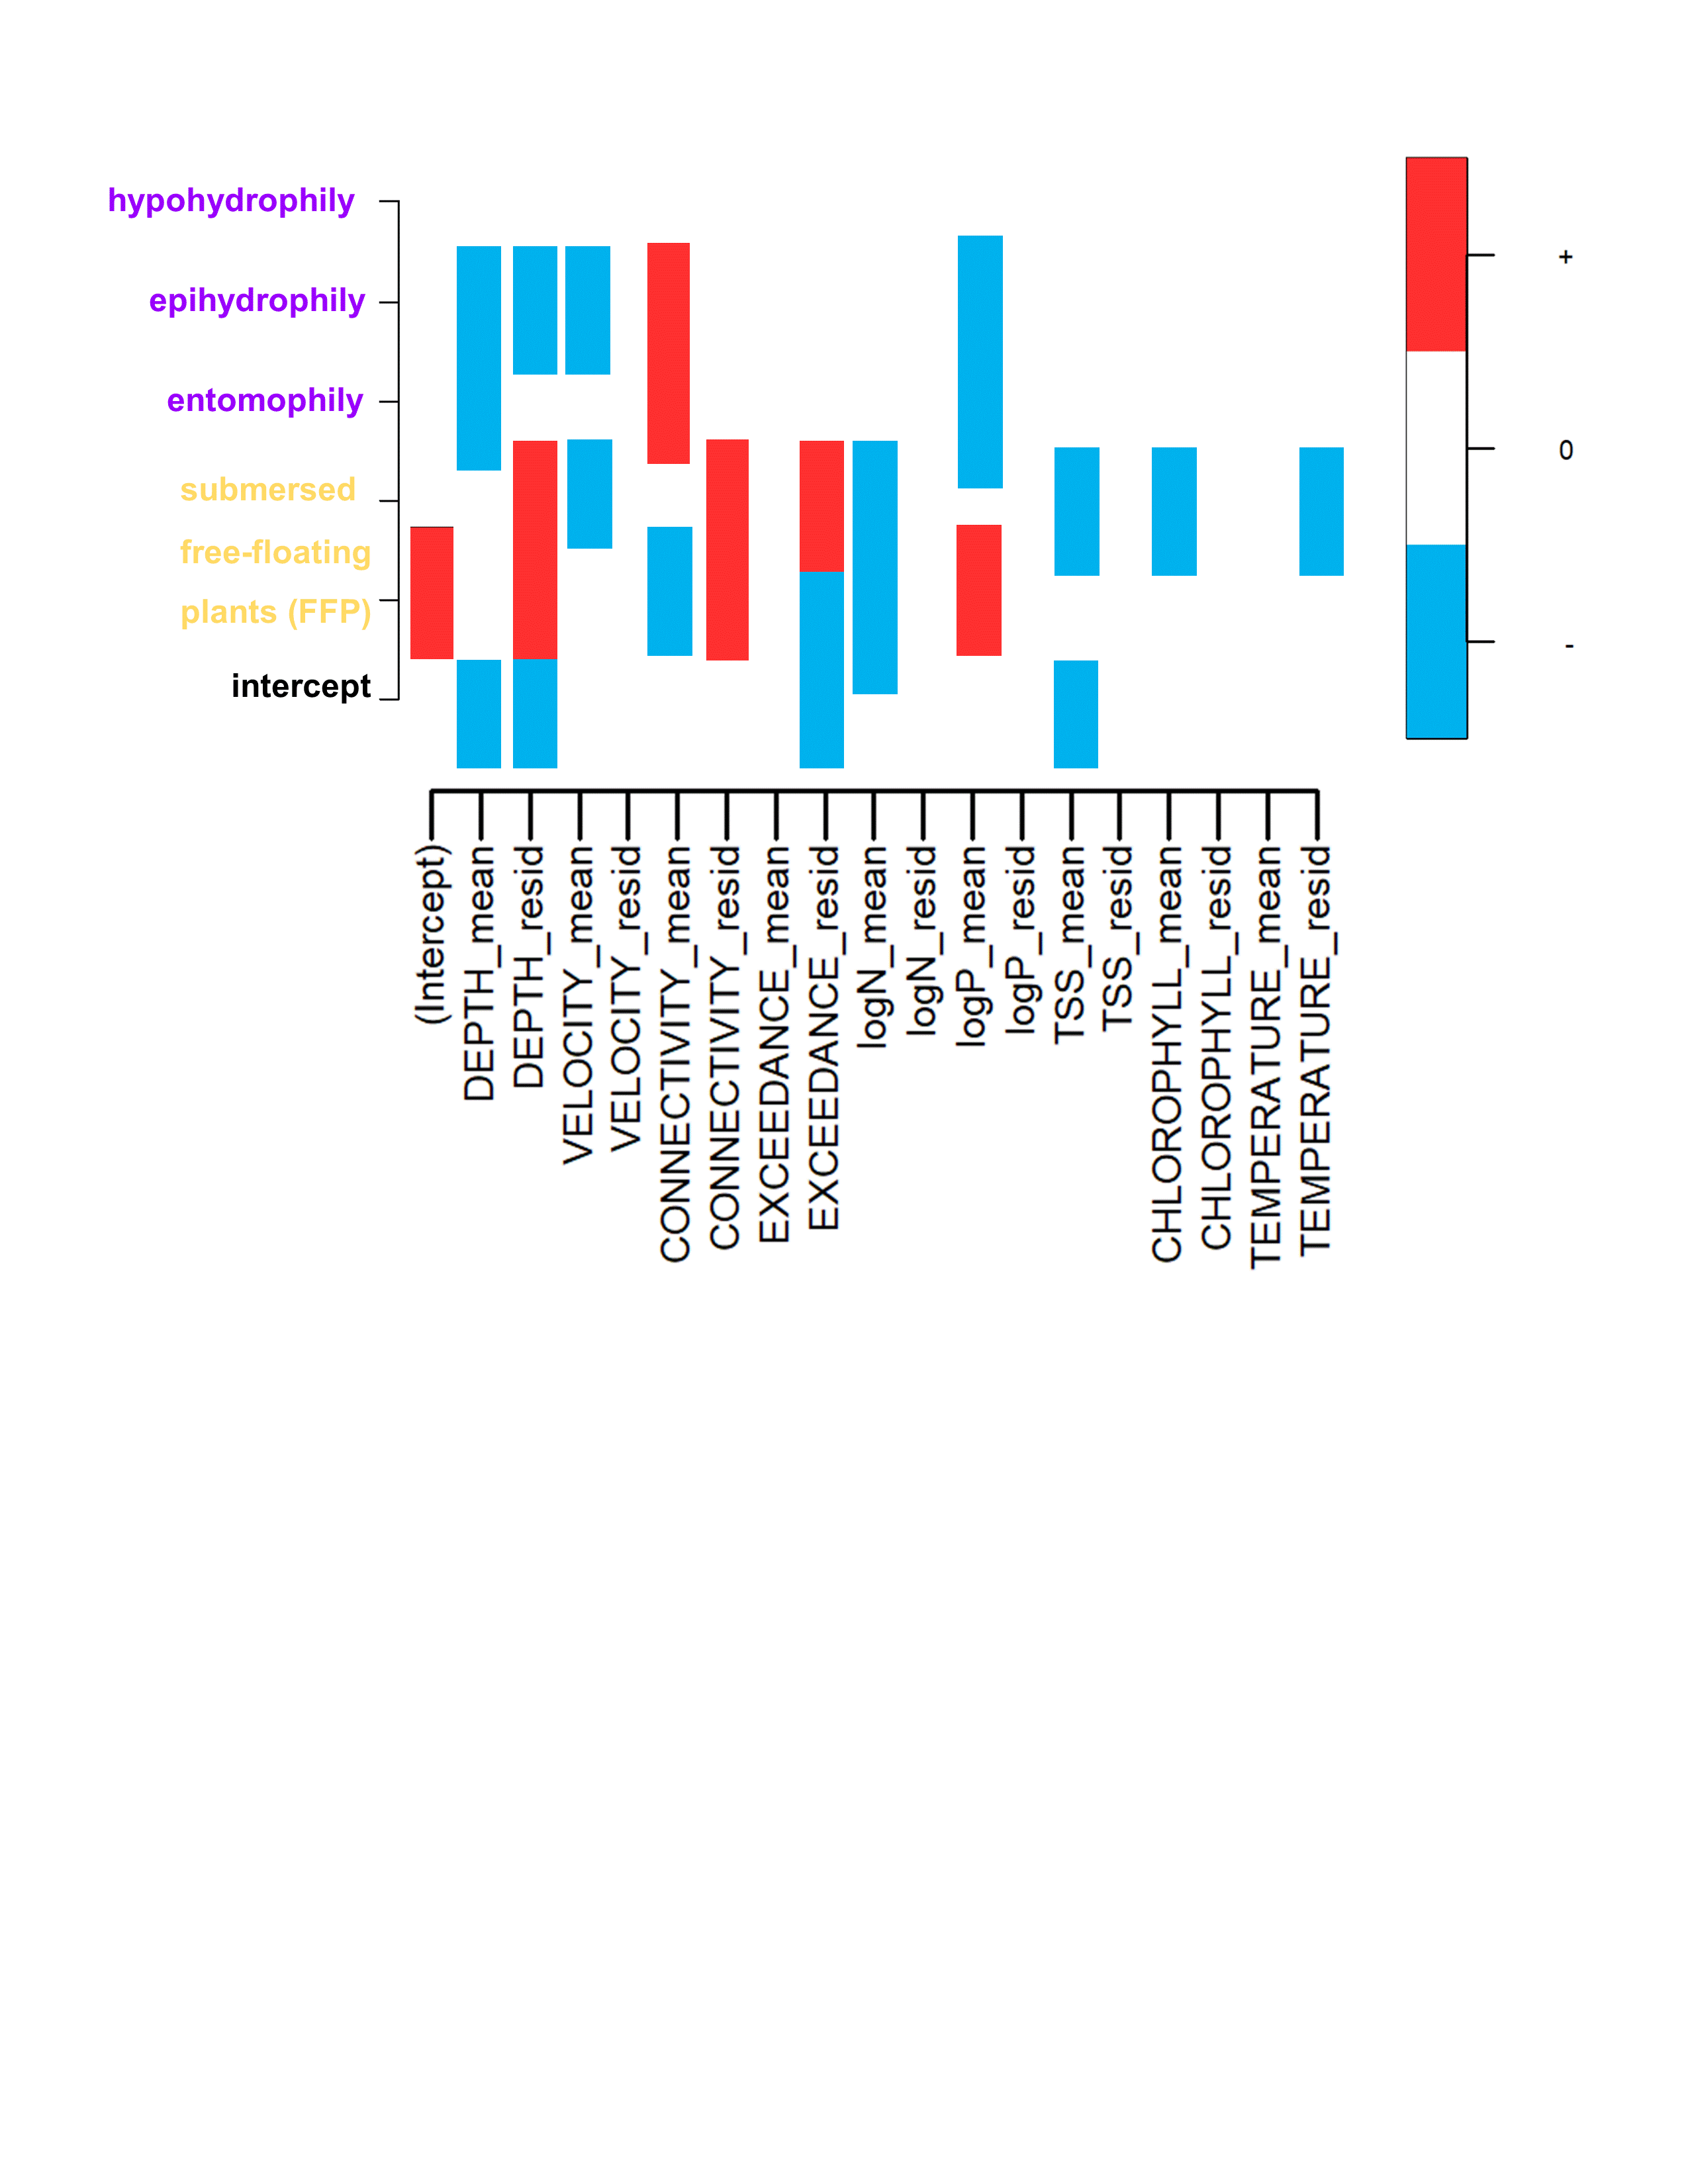 hypohydrophily
epihydrophily
entomophily
submersed
free-floating
plants (FFP)
intercept
+
0
-
(Intercept)
DEPTH_mean
DEPTH_resid
VELOCITY_mean
VELOCITY_resid
CONNECTIVITY_mean
CONNECTIVITY_resid
EXCEEDANCE_mean
EXCEEDANCE_resid
logN_mean
logN_resid
logP_mean
logP_resid
TSS_mean
TSS_resid
CHLOROPHYLL_mean
CHLOROPHYLL_resid
TEMPERATURE_mean
TEMPERATURE_resid